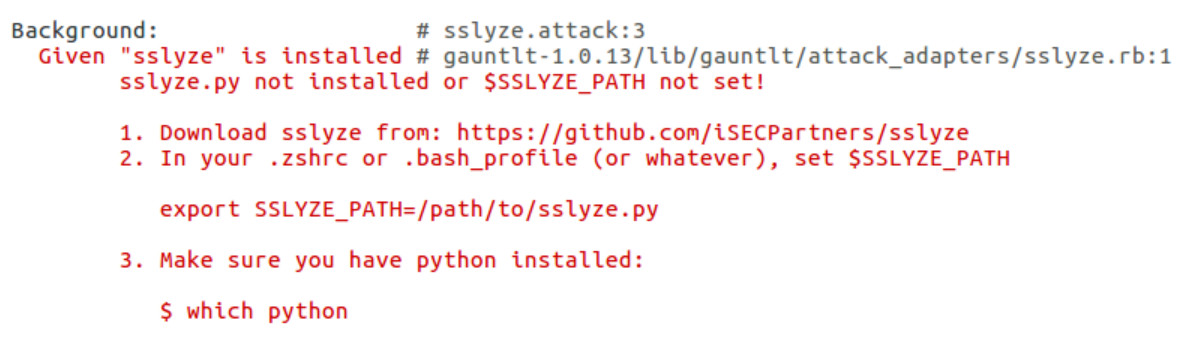 Background: # sslyze.attack:3
Given "sslyze" is installed # gauntlt-1.0.13/lib/gauntlt/attack_adapters/sslyze.rb:1
sslyze.py not installed or $SSLYZE_PATH not set!
1. Download sslyze from: https://github.com/iSECPartners/sslyze
2. In your .zshrc or .bash_profile (or whatever), set $SSLYZE_PATH
export SSLYZE_PATH=/path/to/sslyze.py
3. Make sure you have python installed:
$ which python